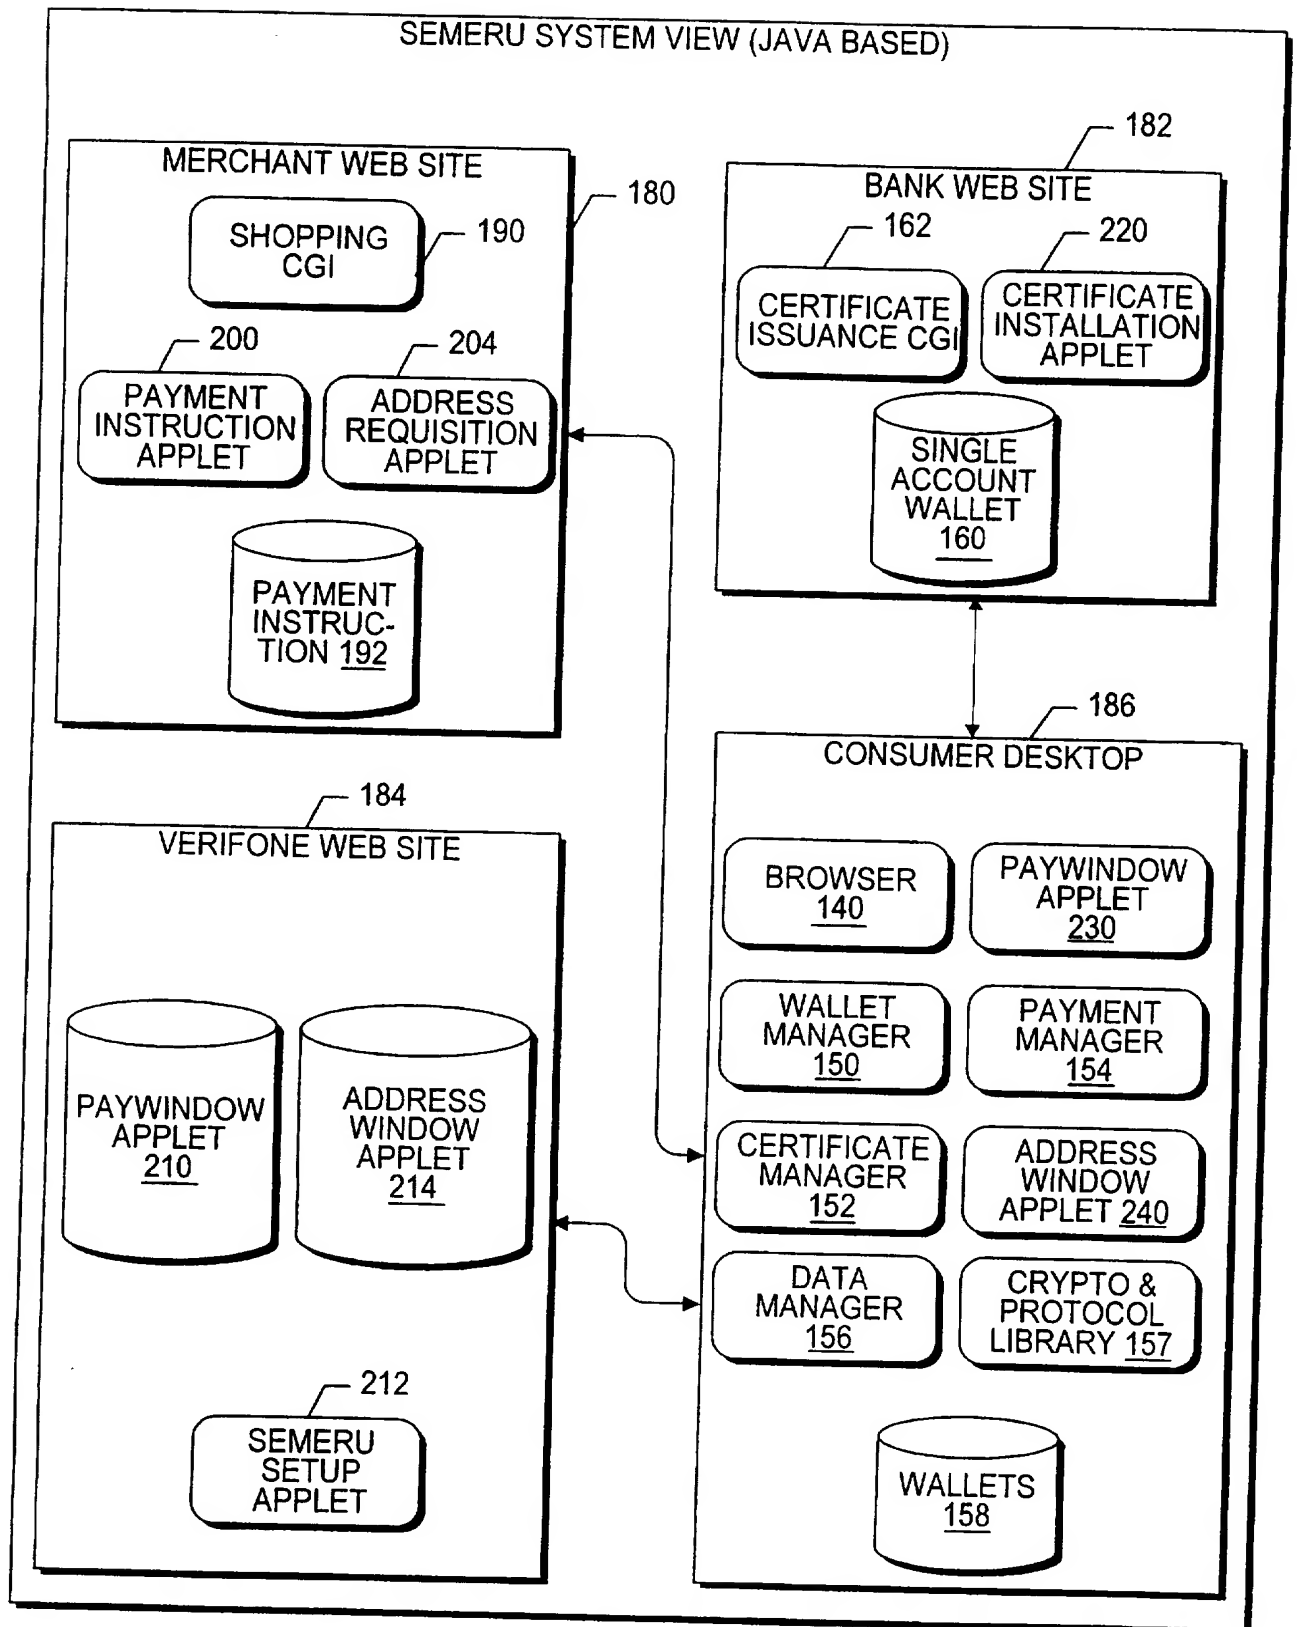 SEMERU SYSTEM VIEW (JAVA BASED)
MERCHANT WEB SITE
180
SHOPPING
CGI
190
200
PAYMENT
INSTRUCTION
APPLET
204
ADDRESS
REQUISITION
APPLET
PAYMENT
INSTRUC-
TION 192
182
BANK WEB SITE
162
CERTIFICATE
ISSUANCE CGI
220
CERTIFICATE
INSTALLATION
APPLET
SINGLE
ACCOUNT
WALLET
160
184
VERIFONE WEB SITE
PAYWINDOW
APPLET
210
ADDRESS
WINDOW
APPLET
214
212
SEMERU
SETUP
APPLET
186
CONSUMER DESKTOP
BROWSER
140
PAYWINDOW
APPLET
230
WALLET
MANAGER
150
PAYMENT
MANAGER
154
CERTIFICATE
MANAGER
152
ADDRESS
WINDOW
APPLET 240
DATA
MANAGER
156
CRYPTO &
PROTOCOL
LIBRARY 157
WALLETS
158